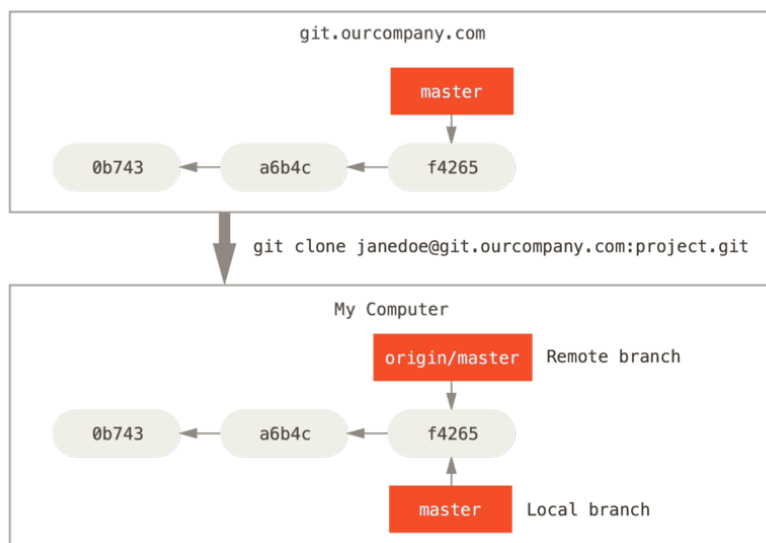 git.ourcompany.com
master
0b743 a6b4c f4265
git clone janedoe@git.ourcompany.com:project.git
My Computer
origin/master Remote branch
0b743 a6b4c f4265
master Local branch